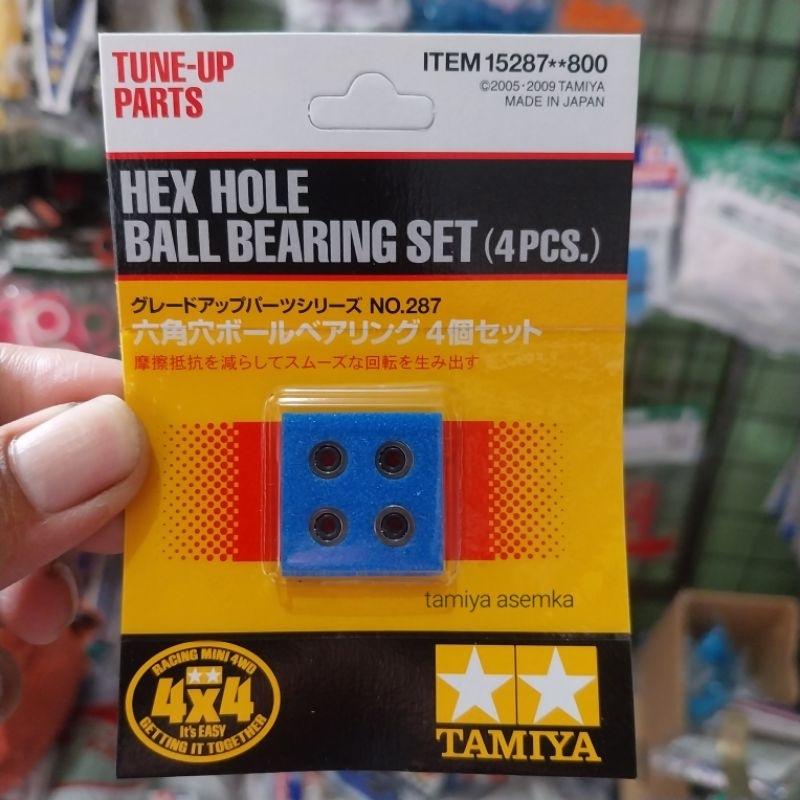 TUNE-UP
PARTS
ITEM 15287**800
©2005·2009 TAMIYA
MADE IN JAPAN
HEX HOLE
BALL BEARING SET (4PCS.)
グレードアップパーツシリーズ NO.287
六角穴ボールベアリング 4個セット
摩擦抵抗を減らしてスムーズな回転を生み出す
tamiya asemka
RACING MINI 4WD
4x4
It's EASY
GETTING IT TOGETHER
TAMIYA